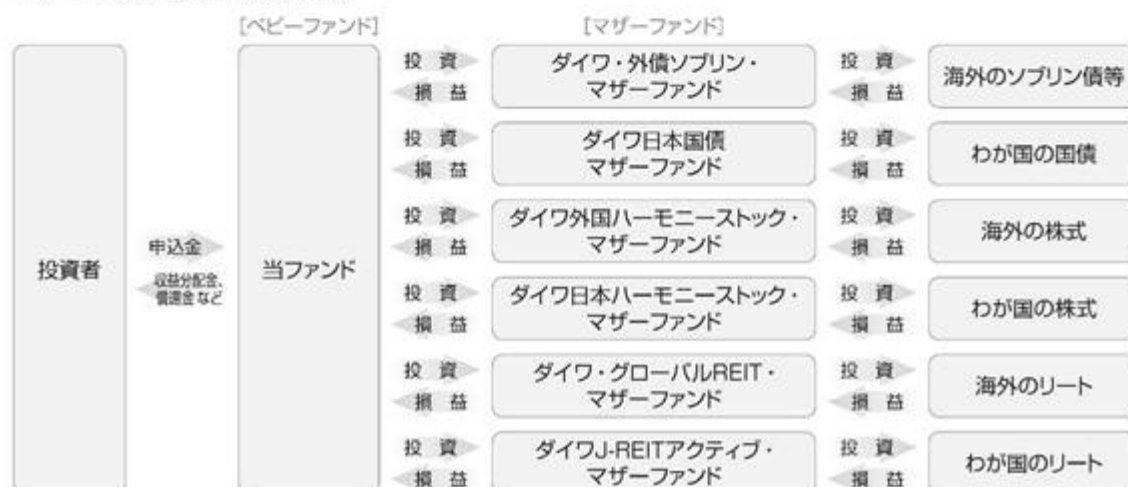 [ベビーファンド]
[マザーファンド]
投資者
申込金
収益分配金、
償還金 など
当ファンド
投 資
損 益
ダイワ・外債ソブリン・
マザーファンド
投 資
損 益
海外のソブリン債等
投 資
損 益
ダイワ日本国債
マザーファンド
投 資
損 益
わが国の国債
投 資
損 益
ダイワ外国ハーモニーストック・
マザーファンド
投 資
損 益
海外の株式
投 資
損 益
ダイワ日本ハーモニーストック・
マザーファンド
投 資
損 益
わが国の株式
投 資
損 益
ダイワ・グローバルREIT・
マザーファンド
投 資
損 益
海外のリート
投 資
損 益
ダイワJ-REITアクティブ・
マザーファンド
投 資
損 益
わが国のリート